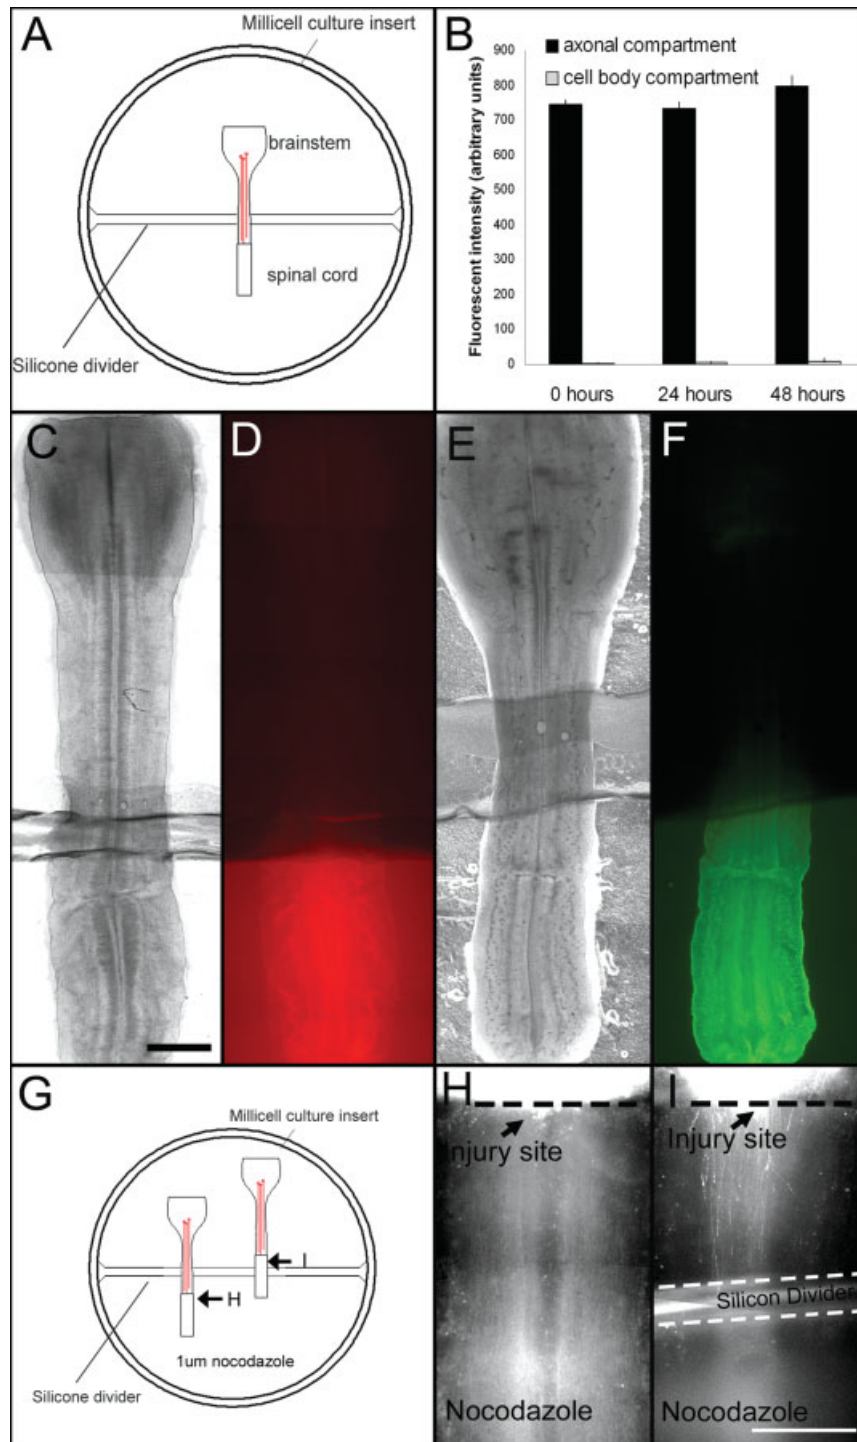 A
Millicell culture insert
brainstem
spinal cord
Silicone divider
B
axonal compartment
cell body compartment
Fluorescent intensity (arbitrary units)
900
800
700
600
500
400
300
200
100
0
0 hours
24 hours
48 hours
C
D
E
F
G
Millicell culture insert
I
H
1um nocodazole
Silicone divider
H
njury site
Nocodazole
I
Injury site
Silicon Divider
Nocodazole